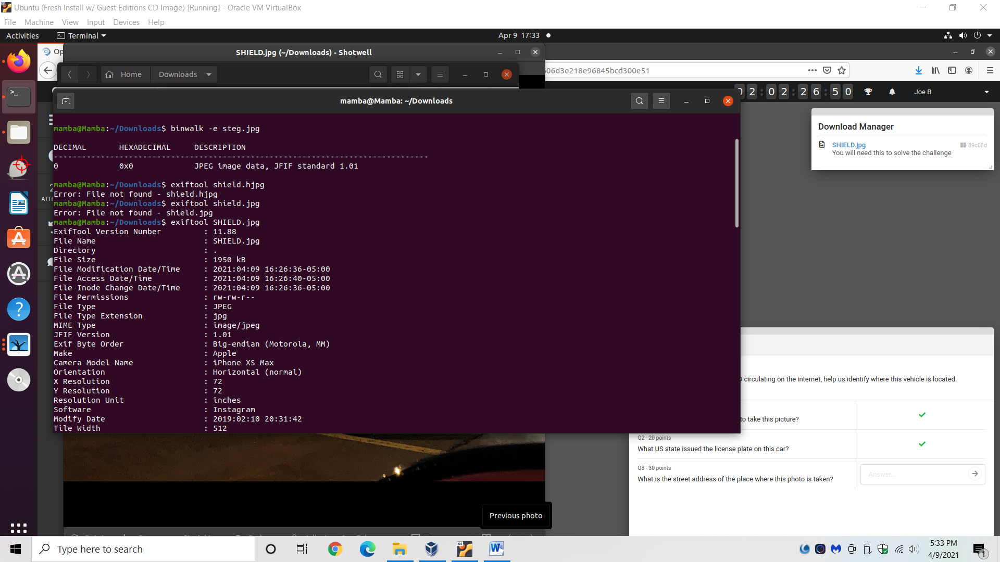 Ubuntu (Fresh Install w/ Guest Editions CD Image) [Running] - Oracle VM VirtualBox
File Machine View Input Devices Help
Activities Terminal Apr 9 17:33
Op
SHIELD.jpg (~/Downloads) - Shotwell
Home Downloads
06d3e218e96845bcd300e51
mamba@Mamba: ~/Downloads
2:02:26:50 Joe B
mamba@Mamba:~/Downloads$ binwalk -e steg.jpg
DECIMAL HEXADECIMAL DESCRIPTION
--------------------------------------------------------------------------------
0 0x0 JPEG image data, JFIF standard 1.01
mamba@Mamba:~/Downloads$ exiftool shield.hjpg
Error: File not found - shield.hjpg
mamba@Mamba:~/Downloads$ exiftool shield.jpg
Error: File not found - shield.jpg
mamba@Mamba:~/Downloads$ exiftool SHIELD.jpg
ExifTool Version Number : 11.88
File Name : SHIELD.jpg
Directory : .
File Size : 1950 kB
File Modification Date/Time : 2021:04:09 16:26:36-05:00
File Access Date/Time : 2021:04:09 16:26:40-05:00
File Inode Change Date/Time : 2021:04:09 16:26:36-05:00
File Permissions : rw-rw-r--
File Type : JPEG
File Type Extension : jpg
MIME Type : image/jpeg
JFIF Version : 1.01
Exif Byte Order : Big-endian (Motorola, MM)
Make : Apple
Camera Model Name : iPhone XS Max
Orientation : Horizontal (normal)
X Resolution : 72
Y Resolution : 72
Resolution Unit : inches
Software : Instagram
Modify Date : 2019:02:10 20:31:42
Tile Width : 512
ATTE
Download Manager
SHIELD.jpg 89c08d
You will need this to solve the challenge
circulating on the internet, help us identify where this vehicle is located.
to take this picture?
Q2 - 20 points
What US state issued the license plate on this car?
Q3 - 30 points
What is the street address of the place where this photo is taken?
Answer...
Previous photo
Type here to search
64
5:33 PM
4/9/2021
1